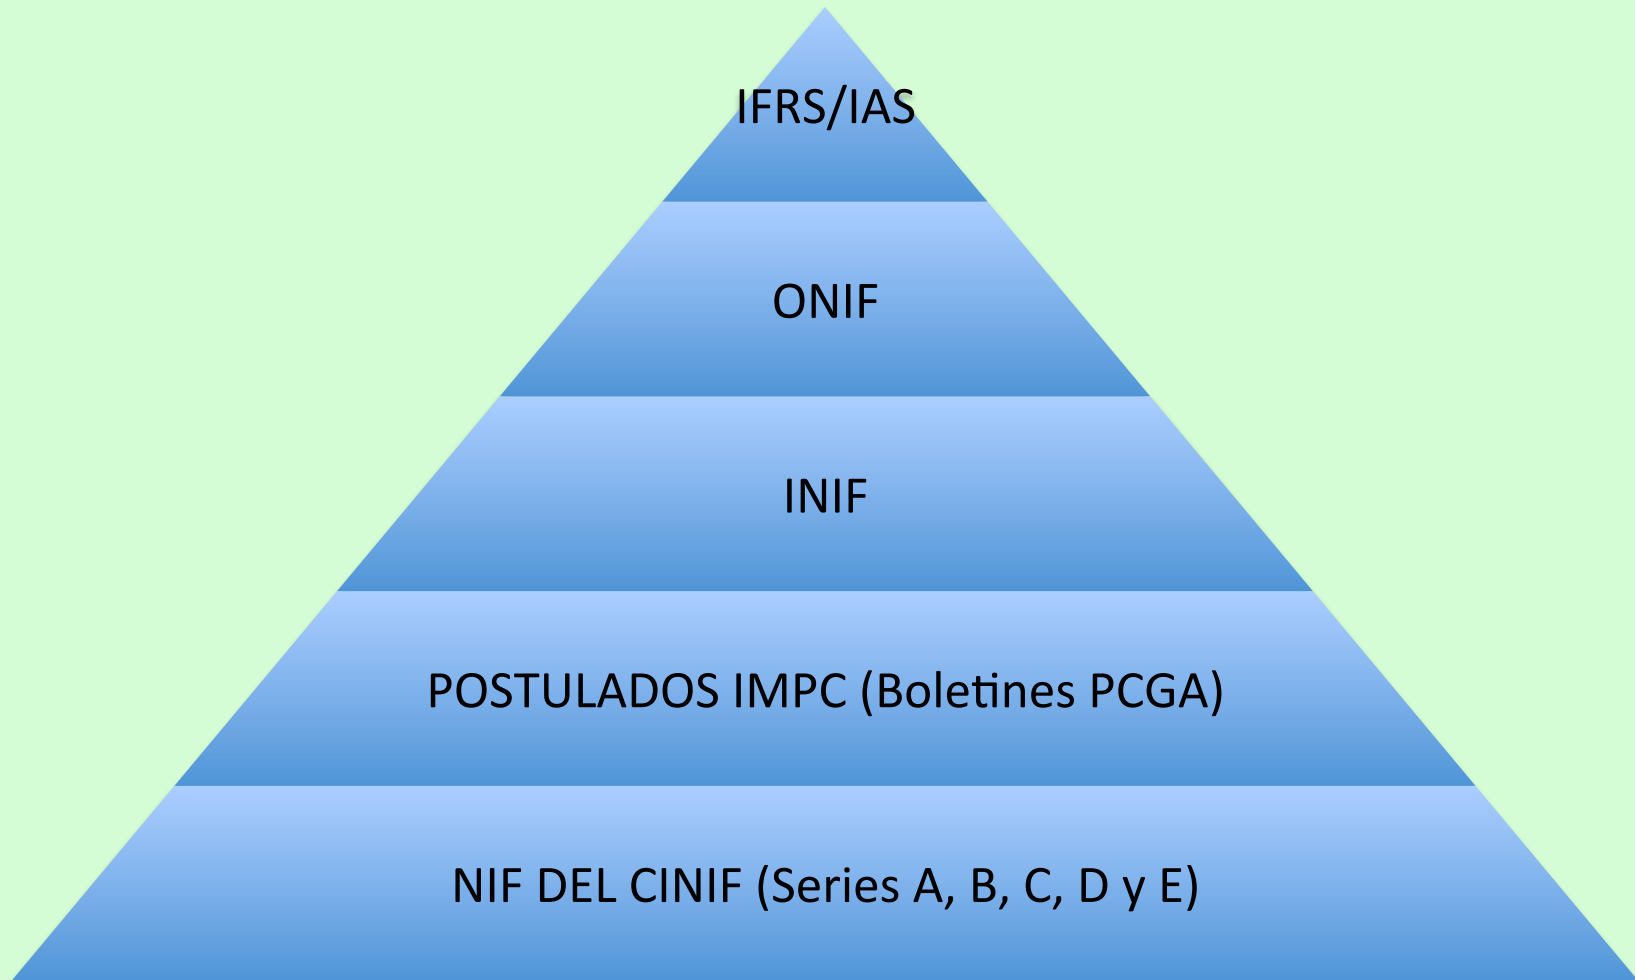 IFRS/IAS
ONIF
INIF
POSTULADOS IMPC (Boletines PCGA)
NIF DEL CINIF (Series A, B, C, D y E)